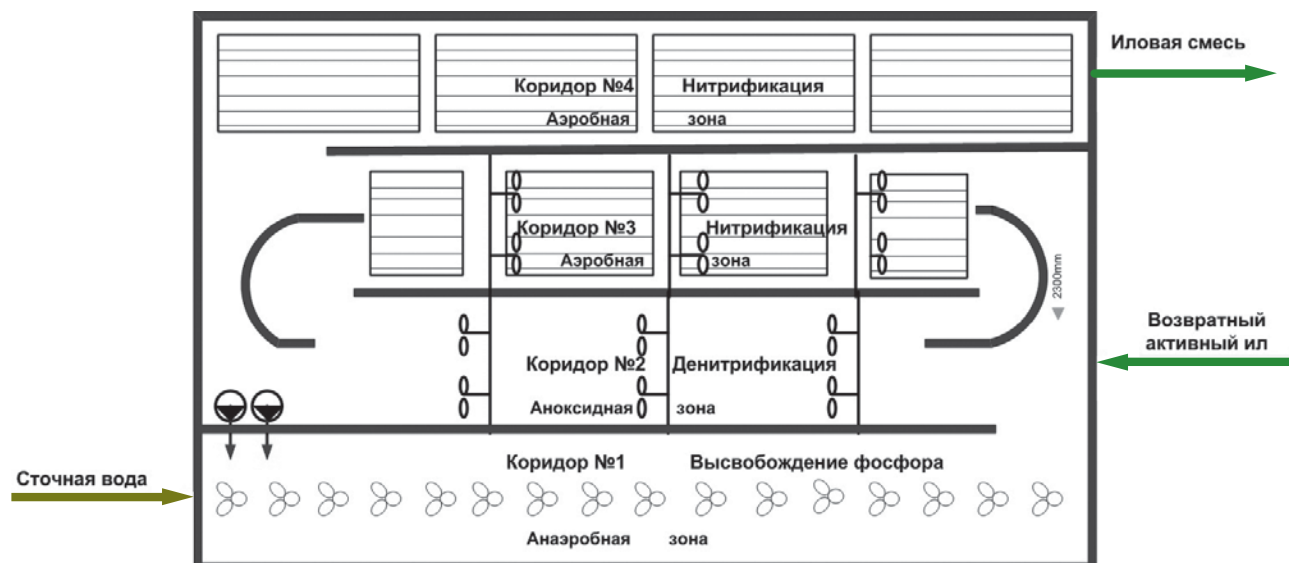 Иловая смесь
Коридор №4 Нитрификация
Аэробная зона
Коридор №3 Нитрификация
Аэробная зона
2300mm
Возвратный
активный ил
Коридор №2 Денитрификация
Аноксидная зона
Коридор №1 Высвобождение фосфора
Сточная вода
Анаэробная зона